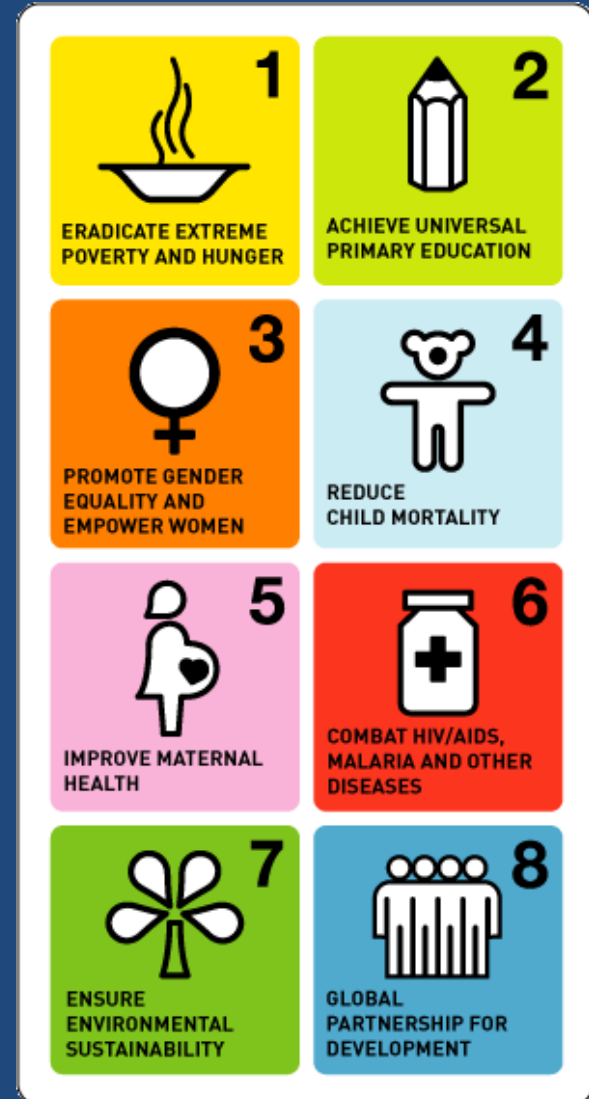 1
ERADICATE EXTREME
POVERTY AND HUNGER
2
ACHIEVE UNIVERSAL
PRIMARY EDUCATION
3
PROMOTE GENDER
EQUALITY AND
EMPOWER WOMEN
4
REDUCE
CHILD MORTALITY
5
IMPROVE MATERNAL
HEALTH
6
COMBAT HIV/AIDS,
MALARIA AND OTHER
DISEASES
7
ENSURE
ENVIRONMENTAL
SUSTAINABILITY
8
GLOBAL
PARTNERSHIP FOR
DEVELOPMENT